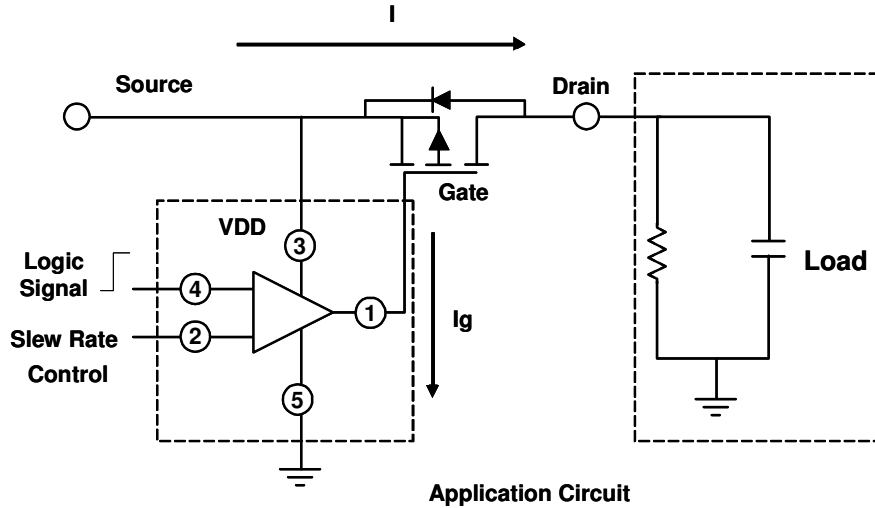 I
Source
Drain
Gate
VDD
3
Logic
Signal
4
Slew Rate
Control
2
1
Ig
5
Load
Application Circuit